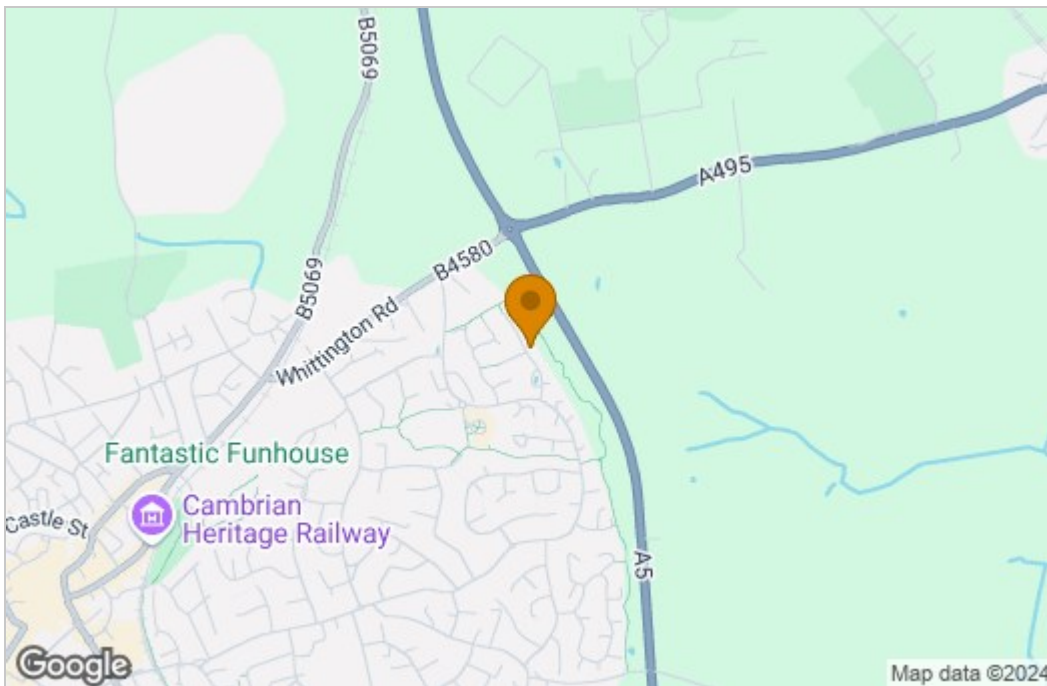 B5069
A495
B4580
B5069
Whittington Rd
Fantastic Funhouse
Cambrian
Heritage Railway
Castle St
A5
Google
Map data ©2024